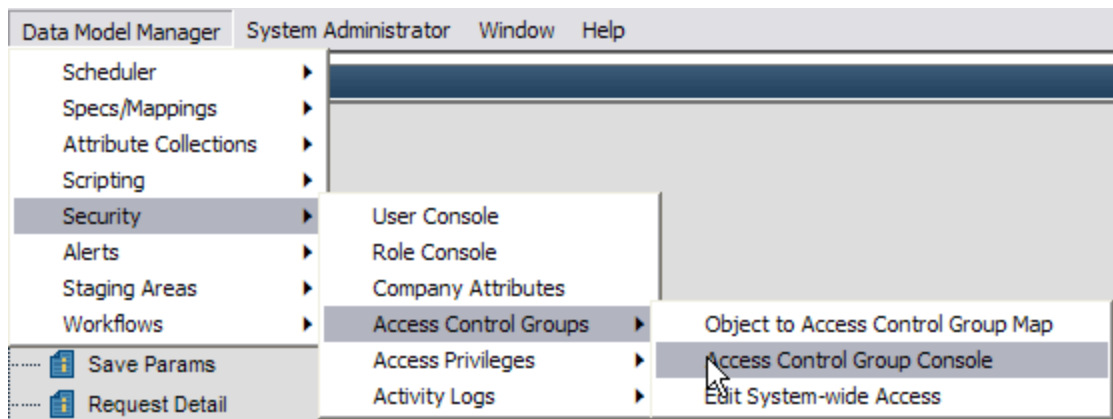 Data Model Manager System Administrator Window Help
Scheduler
Specs/Mappings
Attribute Collections
Scripting
Security
Alerts
Staging Areas
Workflows
User Console
Role Console
Company Attributes
Access Control Groups
Access Privileges
Activity Logs
Object to Access Control Group Map
Access Control Group Console
Edit System-wide Access
Save Params
Request Detail